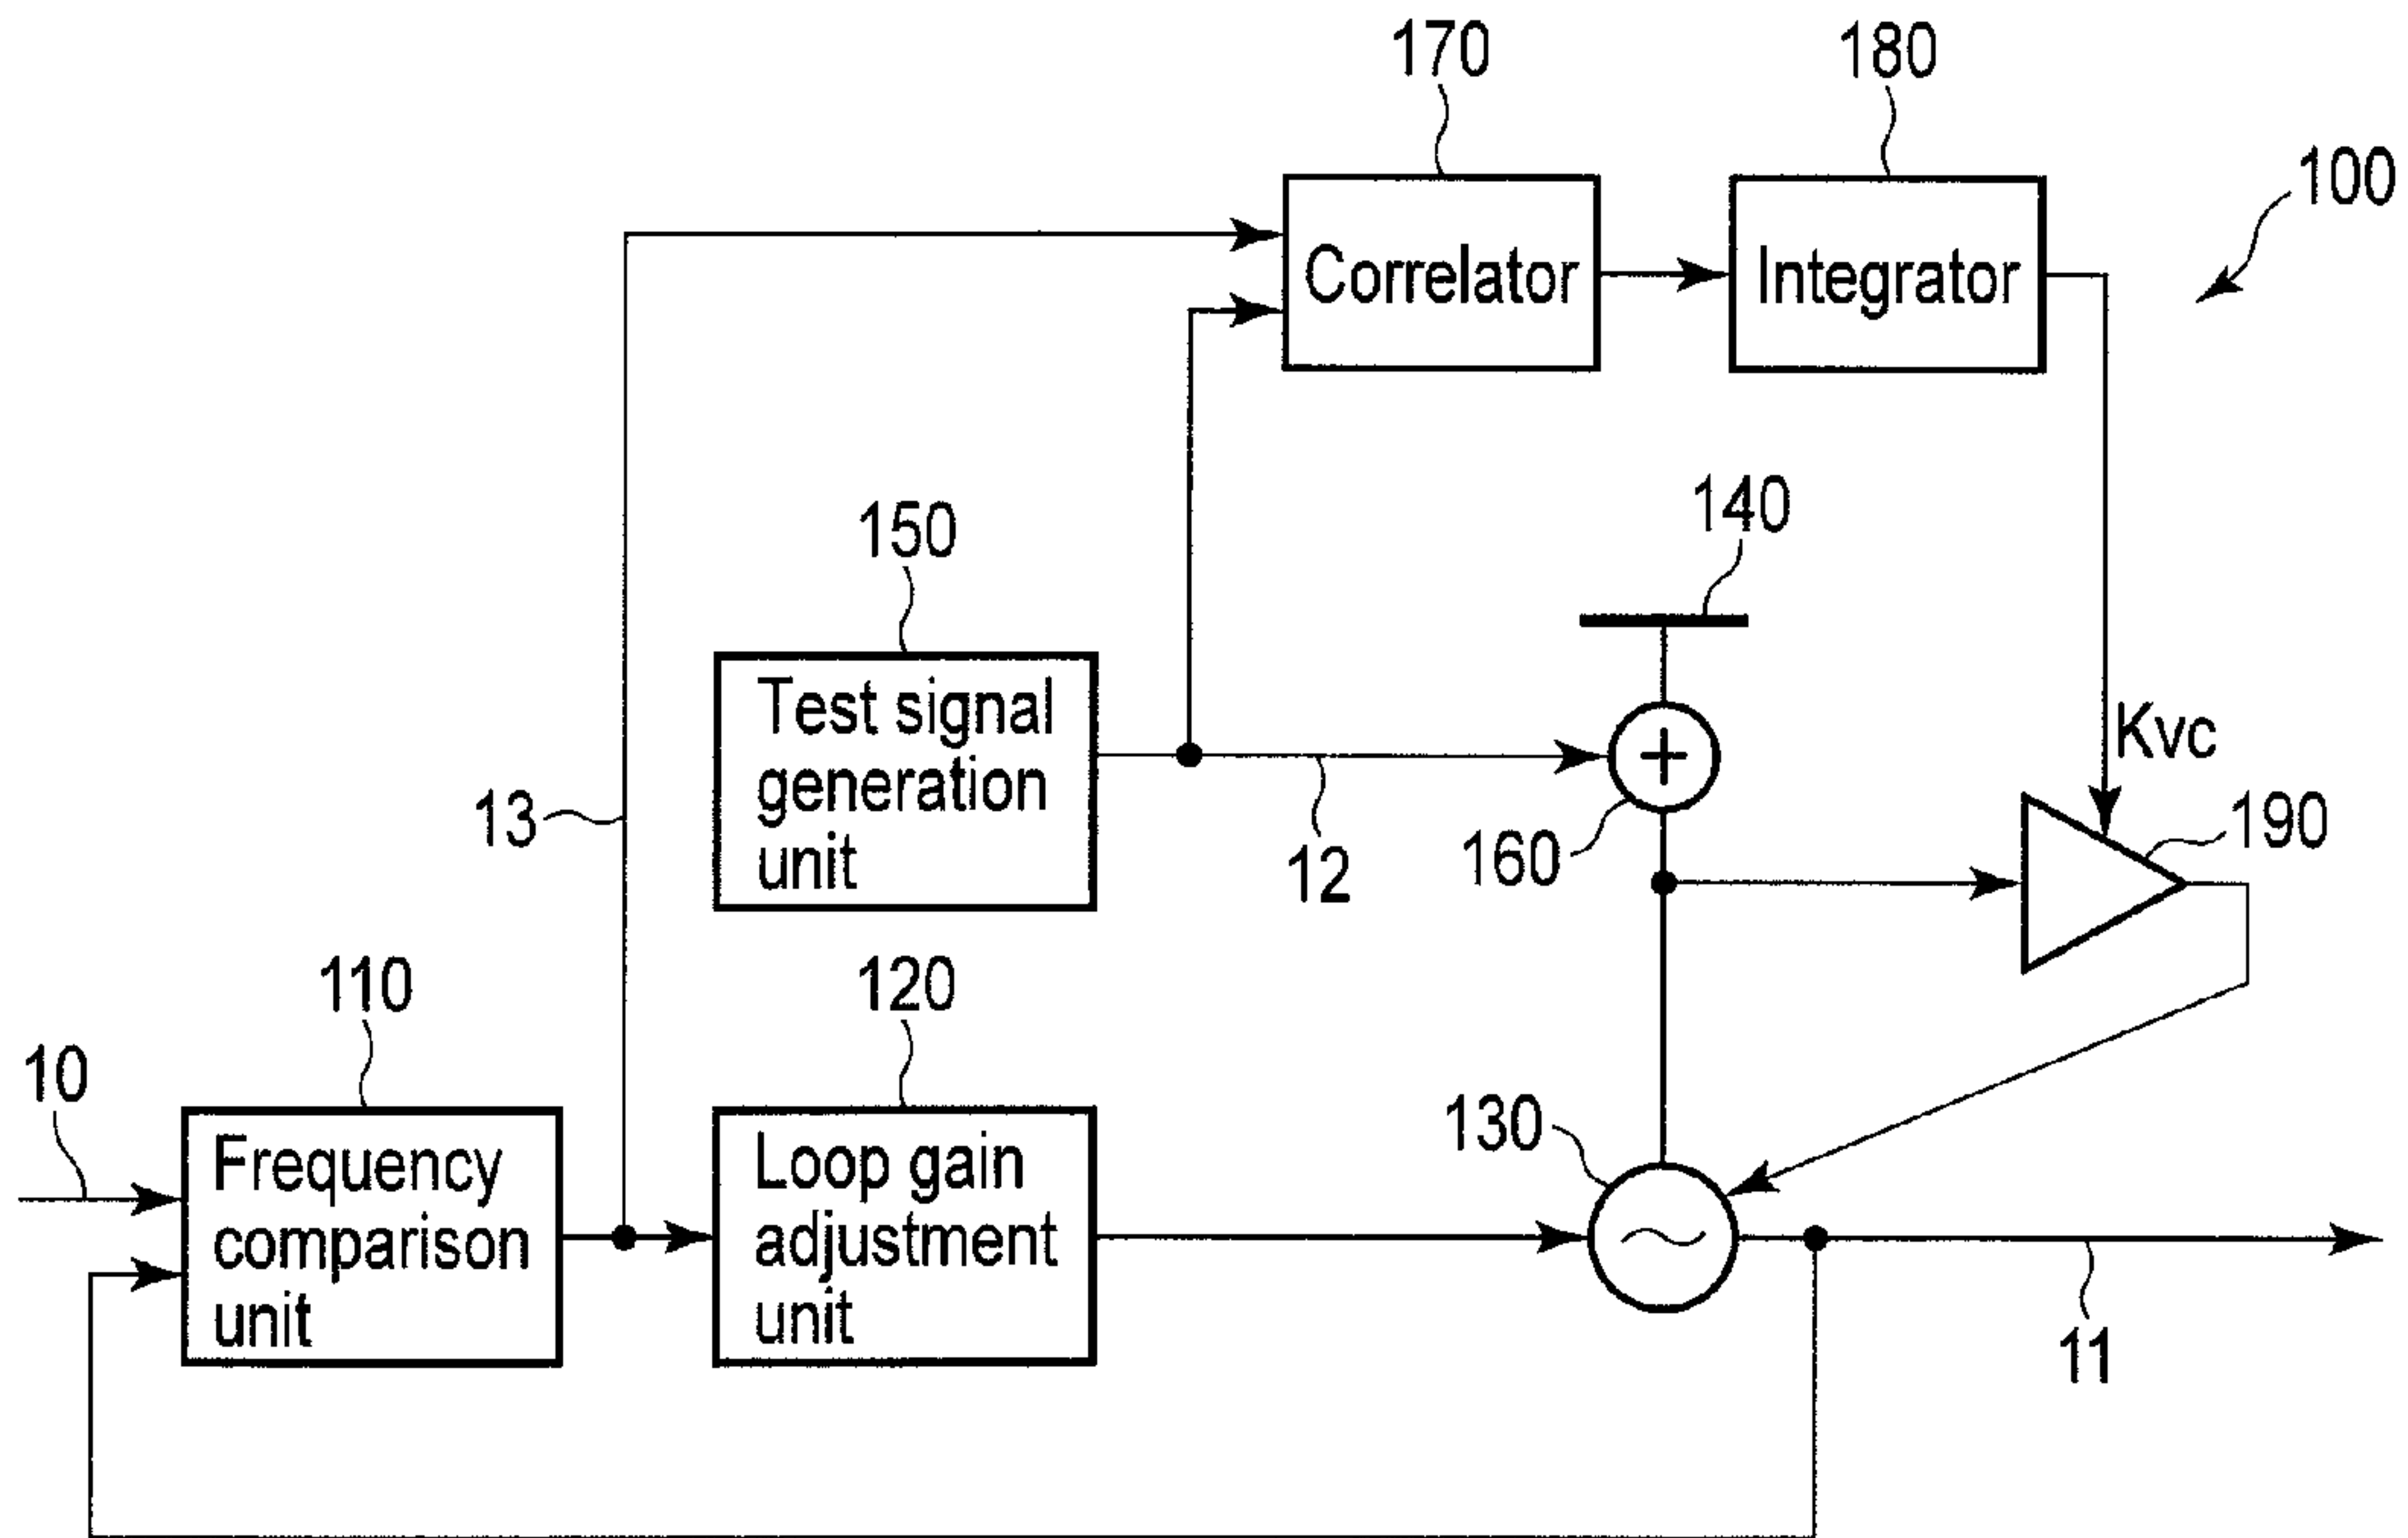 170
180
100
Correlator
Integrator
150
140
Test signal
generation
unit
Kvc
13
12
160
190
110
120
10
130
Frequency
comparison
unit
Loop gain
adjustment
unit
11